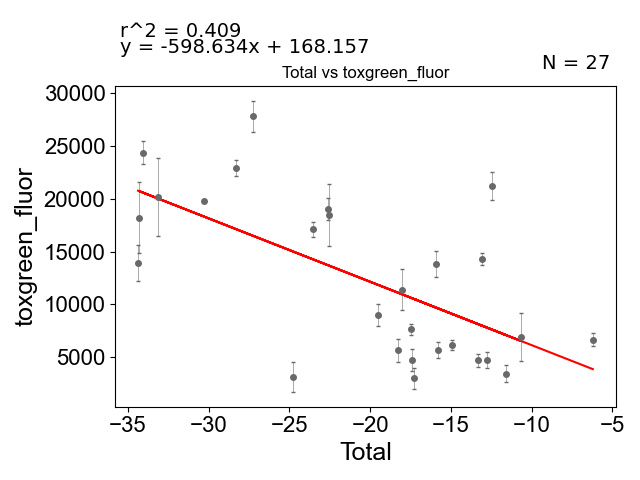 r^2 = 0.409
y = -598.634x + 168.157
N = 27
Total vs toxgreen_fluor
30000
25000
20000
15000
10000
5000
toxgreen_fluor
−35 −30 −25 −20 −15 −10 −5
Total